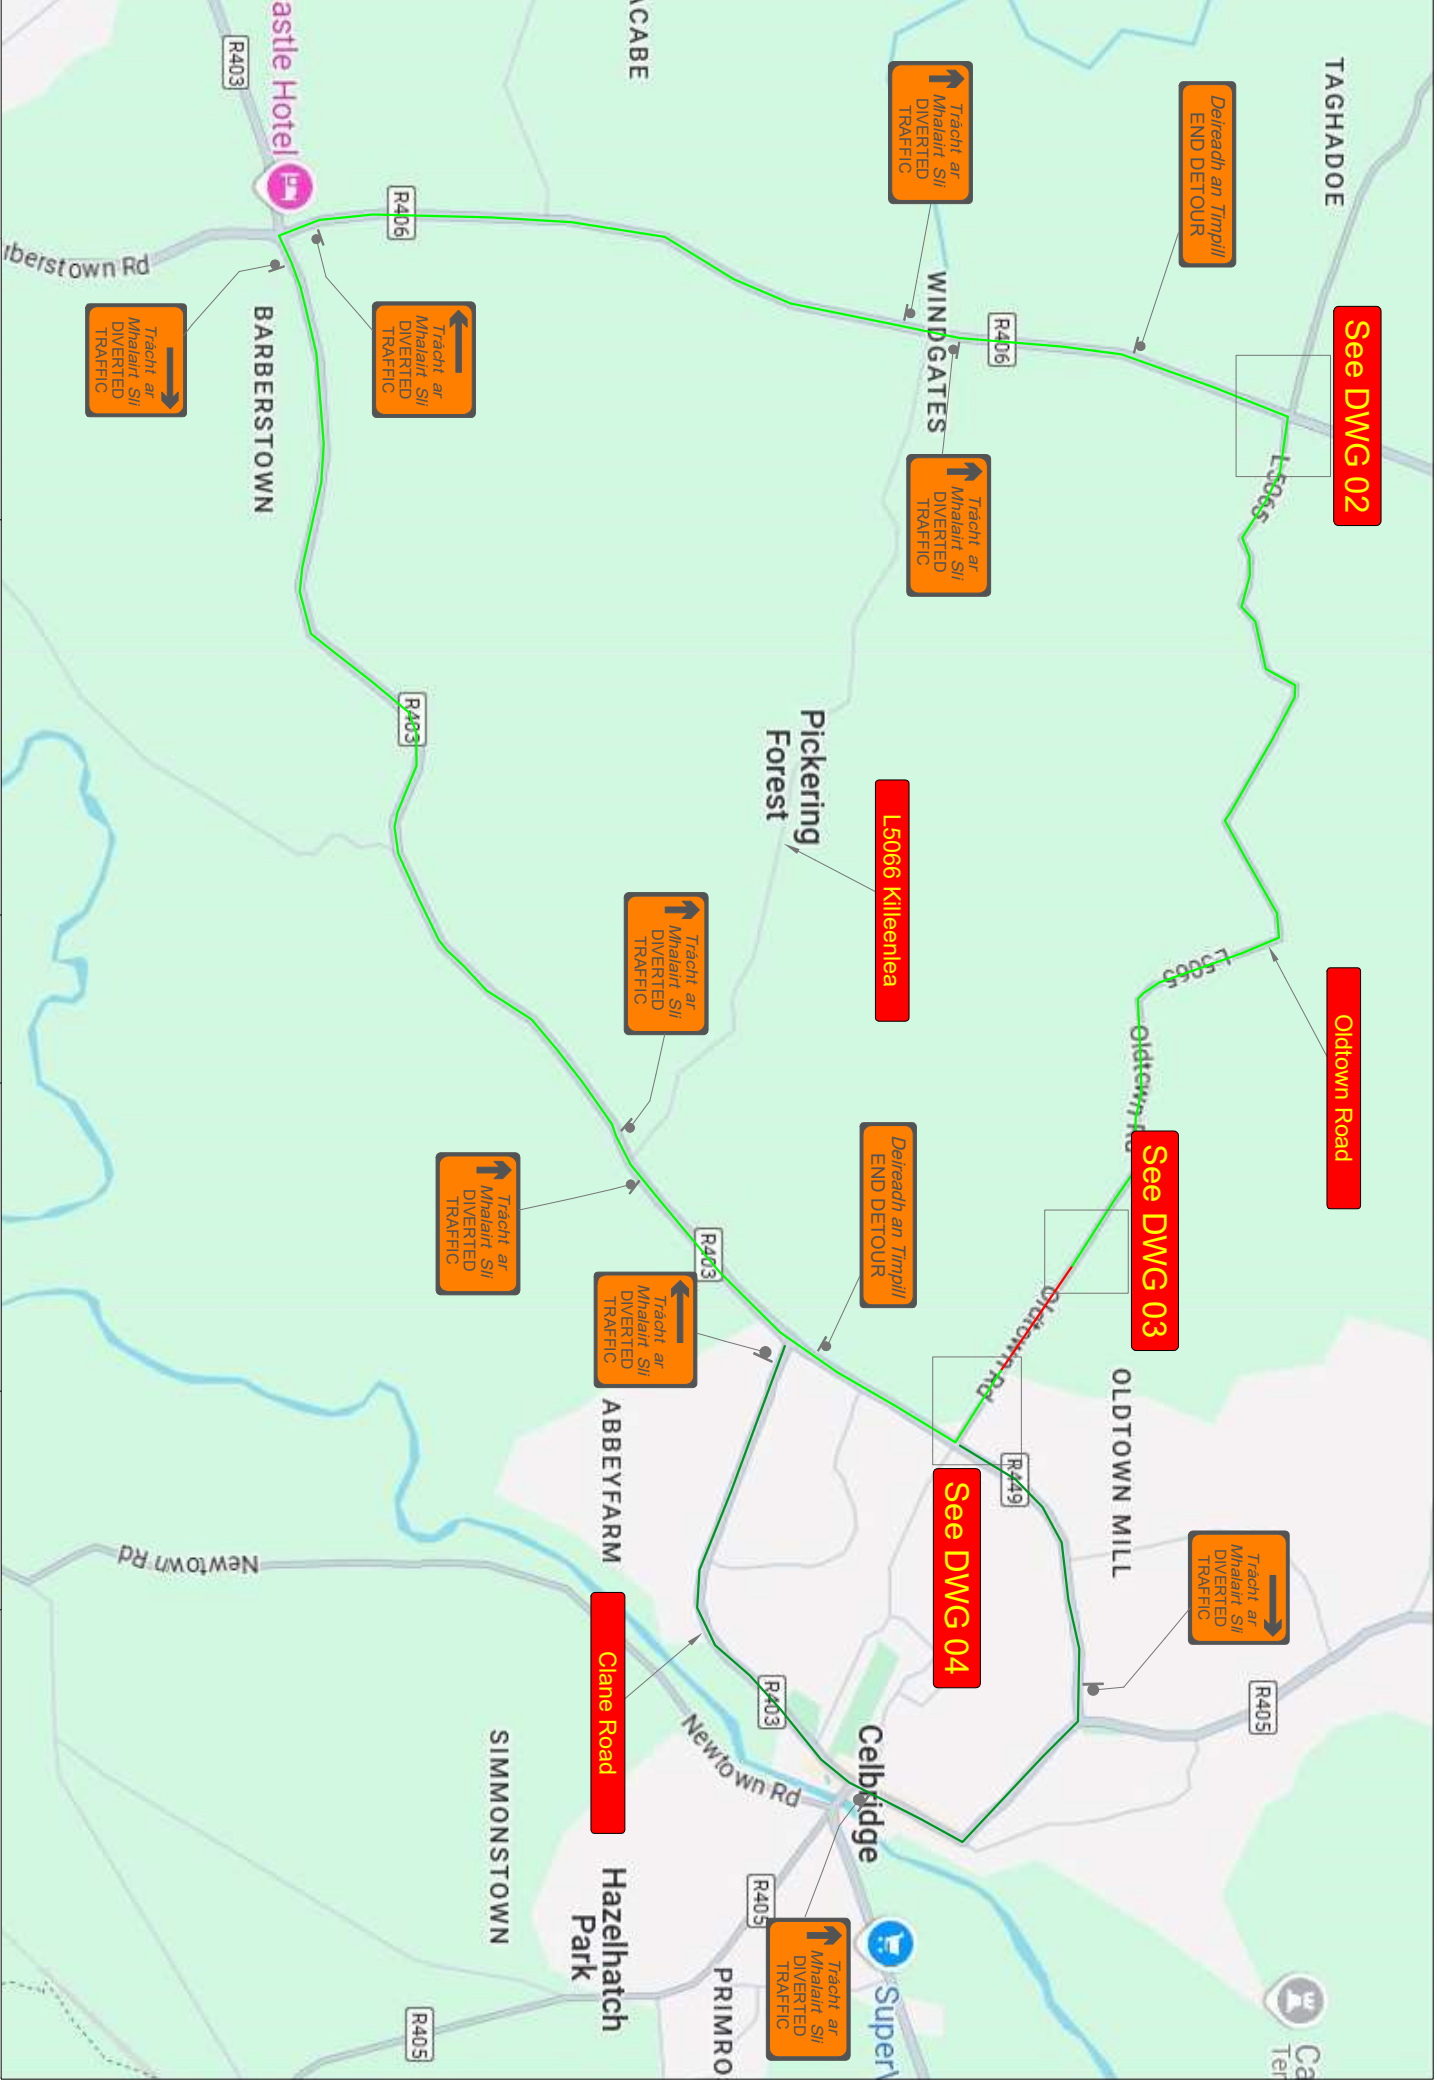 TAGHADOE
See DWG 02
Deireadh an Timpill
END DETOUR
L5065
R406
WINDGATES
Trácht ar
Mhalairt Slí
DIVERTED
TRAFFIC
Trácht ar
Mhalairt Slí
DIVERTED
TRAFFIC
ACABE
R406
astle Hotel
R403
rberstown Rd
BARBERSTOWN
Trácht ar
Mhalairt Slí
DIVERTED
TRAFFIC
Trácht ar
Mhalairt Slí
DIVERTED
TRAFFIC
R403
Pickering
Forest
L5066 Killeenlea
Oldtown Road
L5065
Oldtown Rd
See DWG 03
Oldtown Rd
Deireadh an Timpill
END DETOUR
Trácht ar
Mhalairt Slí
DIVERTED
TRAFFIC
Trácht ar
Mhalairt Slí
DIVERTED
TRAFFIC
R403
Trácht ar
Mhalairt Slí
DIVERTED
TRAFFIC
OLDTOWN MILL
R449
See DWG 04
ABBEYFARM
Newtown Rd
Clane Road
Trácht ar
Mhalairt Slí
DIVERTED
TRAFFIC
R405
R403
Newtown Rd
Celbridge
SIMMONSTOWN
Hazelhatch
Park
R405
PRIMRO
Trácht ar
Mhalairt Slí
DIVERTED
TRAFFIC
SuperV
R405
Ca
Ter